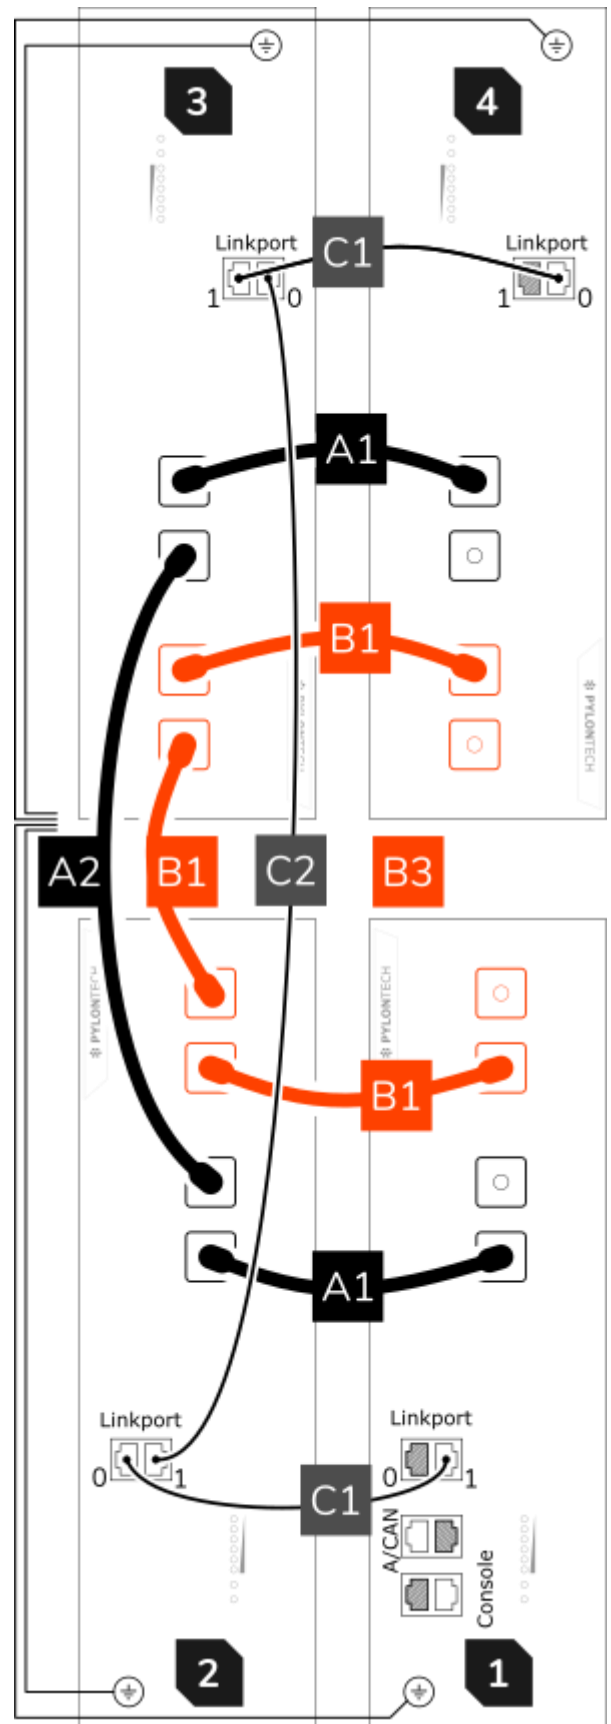 3
4
Linkport
C1
Linkport
1
0
1
0
A1
B1
PYLONTECH
A2
B1
C2
B3
PYLONTECH
PYLONTECH
B1
A1
Linkport
Linkport
0
1
0
1
C1
A/CAN
Console
2
1